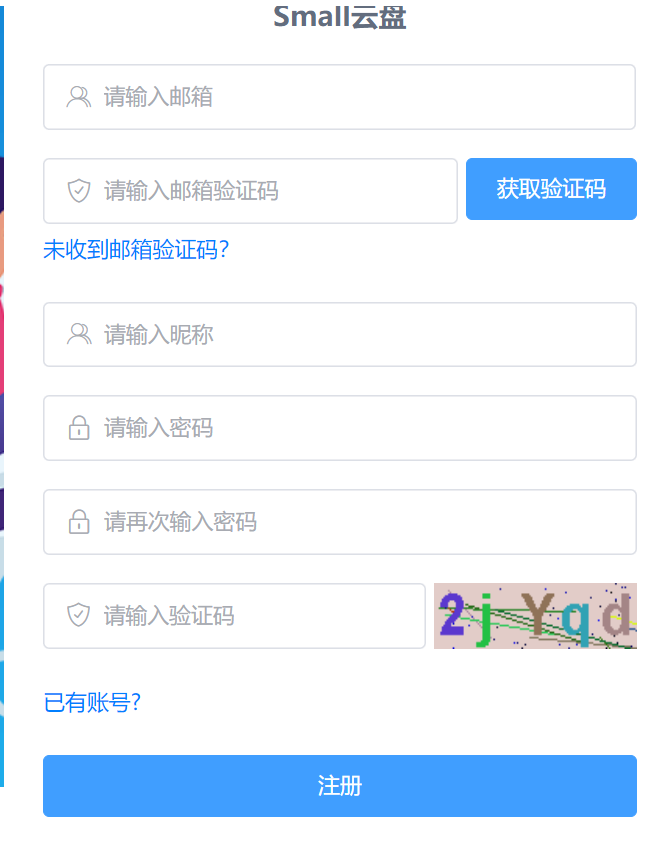 Small云盘
请输入邮箱
请输入邮箱验证码 获取验证码
未收到邮箱验证码?
请输入昵称
请输入密码
请再次输入密码
请输入验证码 2jYqd
已有账号?
注册